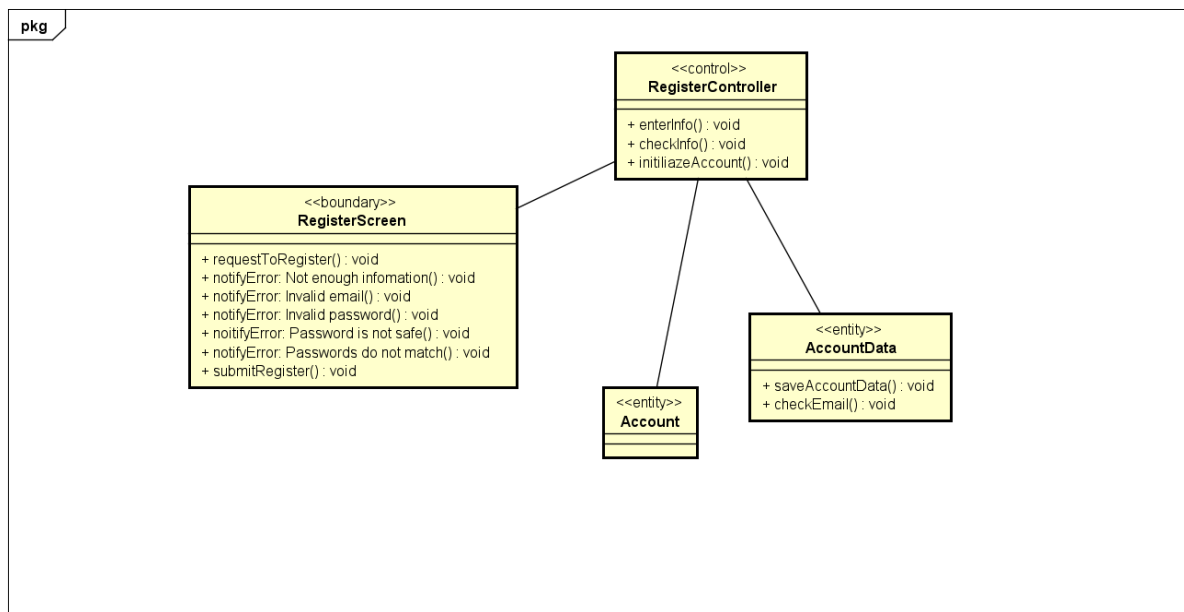 pkg
<<control>>
RegisterController
+ enterInfo() : void
+ checkInfo() : void
+ initiliazeAccount() : void
<<boundary>>
RegisterScreen
+ requestToRegister() : void
+ notifyError: Not enough infomation() : void
+ notifyError: Invalid email() : void
+ notifyError: Invalid password() : void
+ noitifyError: Password is not safe() : void
+ notifyError: Passwords do not match() : void
+ submitRegister() : void
<<entity>>
AccountData
+ saveAccountData() : void
+ checkEmail() : void
<<entity>>
Account